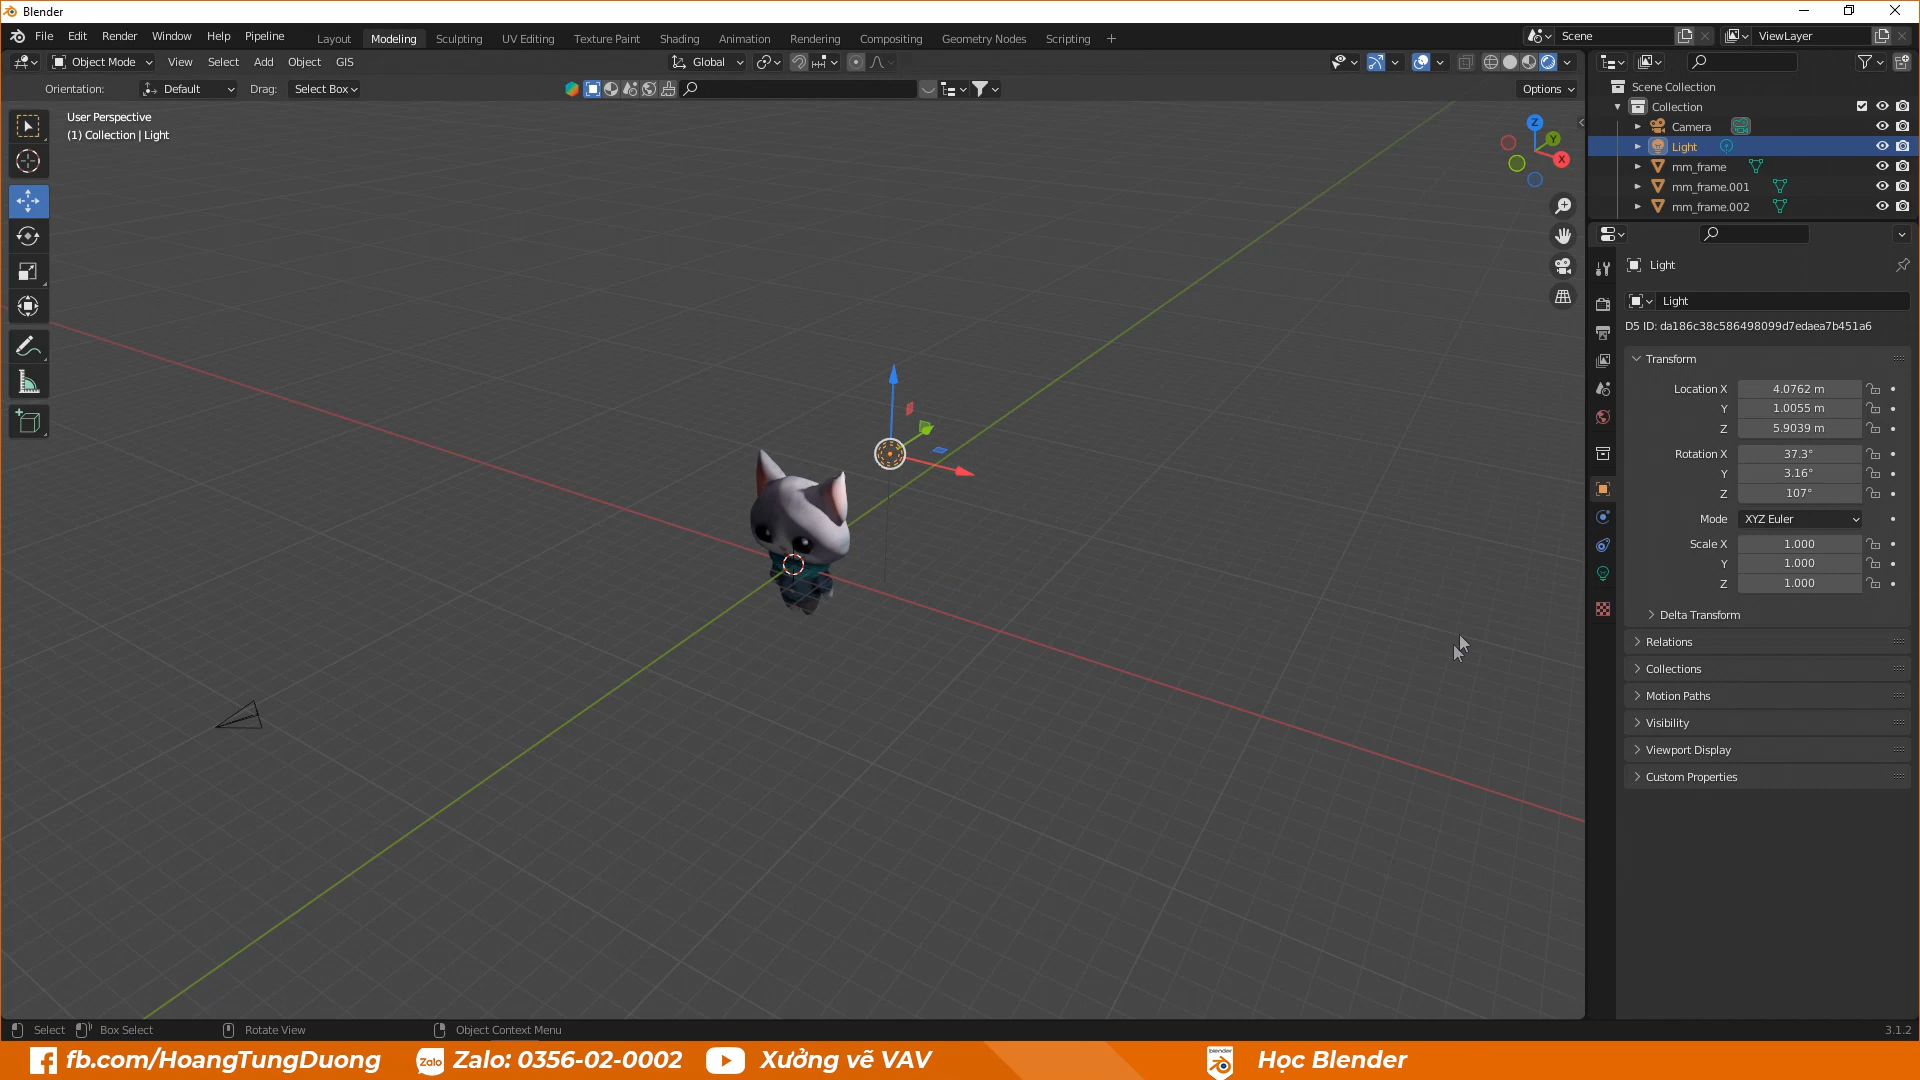 Blender
File Edit Render Window Help Pipeline Layout Modeling Sculpting UV Editing Texture Paint Shading Animation Rendering Compositing Geometry Nodes Scripting + Scene ViewLayer
Object Mode View Select Add Object GIS Global
Orientation: Default Drag: Select Box Options
User Perspective
(1) Collection | Light
Z
Y
X
Scene Collection
Collection
Camera
Light
mm_frame
mm_frame.001
mm_frame.002
Light
Light
D5 ID: da186c38c586498099d7edaea7b451a6
Transform
Location X 4.0762 m
Y 1.0055 m
Z 5.9039 m
Rotation X 37.3°
Y 3.16°
Z 107°
Mode XYZ Euler
Scale X 1.000
Y 1.000
Z 1.000
Delta Transform
Relations
Collections
Motion Paths
Visibility
Viewport Display
Custom Properties
Select Box Select Rotate View Object Context Menu 3.1.2
fb.com/HoangTungDuong Zalo Zalo: 0356-02-0002 Xưởng vẽ VAV blender Học Blender